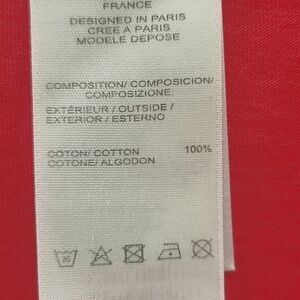 FRANCE
DESIGNED IN PARIS
CREE A PARIS
MODELE DEPOSE
COMPOSITION/ COMPOSICION/
COMPOSIZIONE:
EXTÉRIEUR / OUTSIDE /
EXTERIOR / ESTERNO
COTON/ COTTON 100%
COTONE/ ALGODON
30